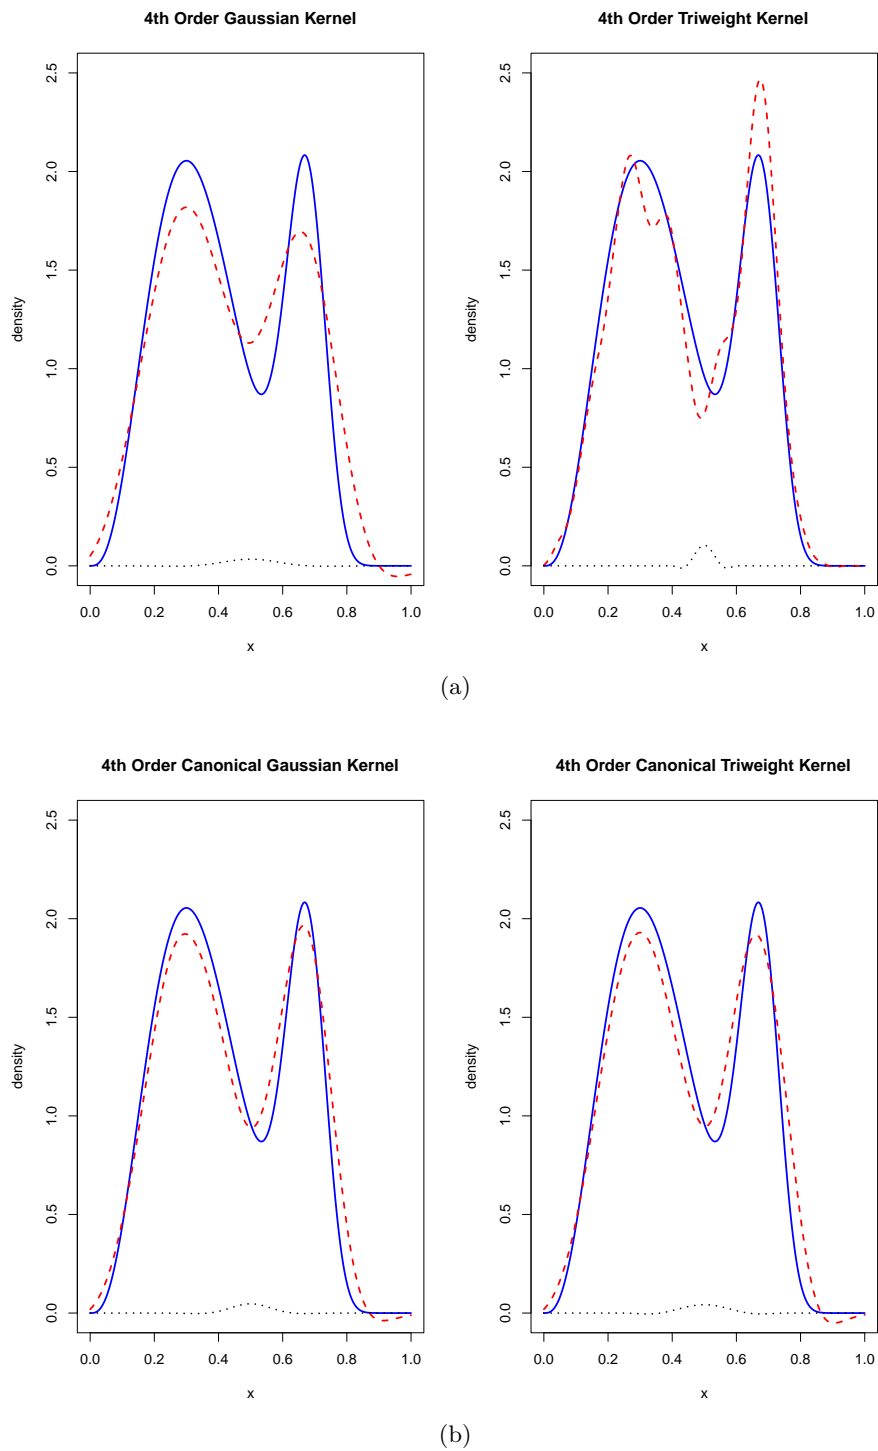 4th Order Gaussian Kernel
4th Order Triweight Kernel
density
2.5
2.0
1.5
1.0
0.5
0.0
0.0 0.2 0.4 0.6 0.8 1.0
x
density
2.5
2.0
1.5
1.0
0.5
0.0
0.0 0.2 0.4 0.6 0.8 1.0
x
(a)
4th Order Canonical Gaussian Kernel
4th Order Canonical Triweight Kernel
density
2.5
2.0
1.5
1.0
0.5
0.0
0.0 0.2 0.4 0.6 0.8 1.0
x
density
2.5
2.0
1.5
1.0
0.5
0.0
0.0 0.2 0.4 0.6 0.8 1.0
x
(b)